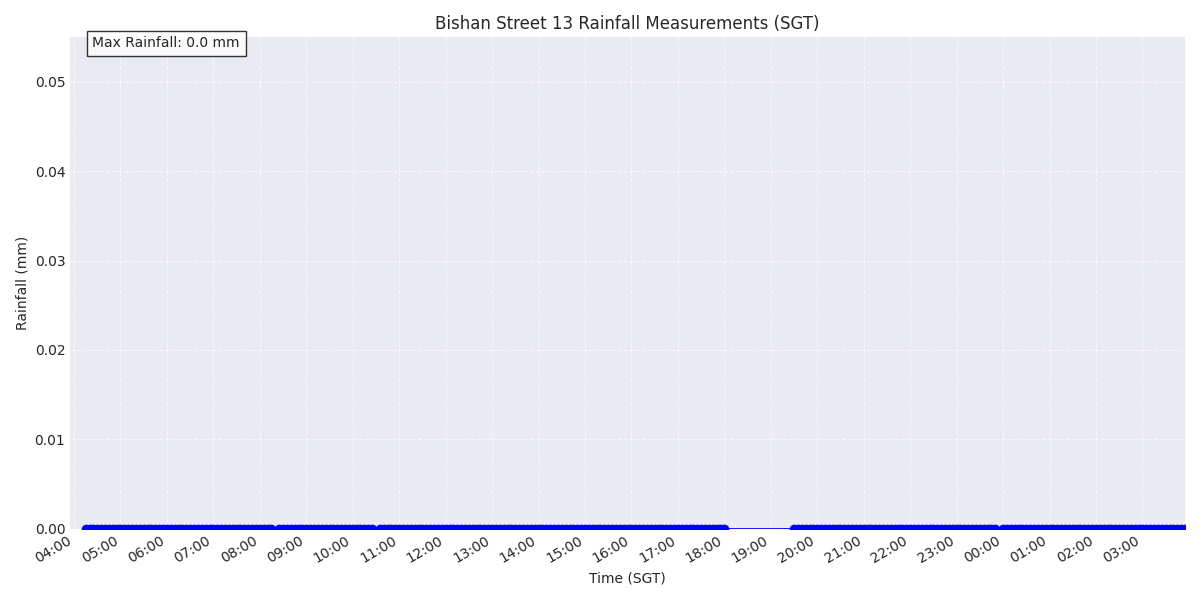 Bishan Street 13 Rainfall Measurements (SGT)
Max Rainfall: 0.0 mm
0.05
0.04
0.03
0.02
0.01
0.00
Rainfall (mm)
04:00 05:00 06:00 07:00 08:00 09:00 10:00 11:00 12:00 13:00 14:00 15:00 16:00 17:00 18:00 19:00 20:00 21:00 22:00 23:00 00:00 01:00 02:00 03:00
Time (SGT)